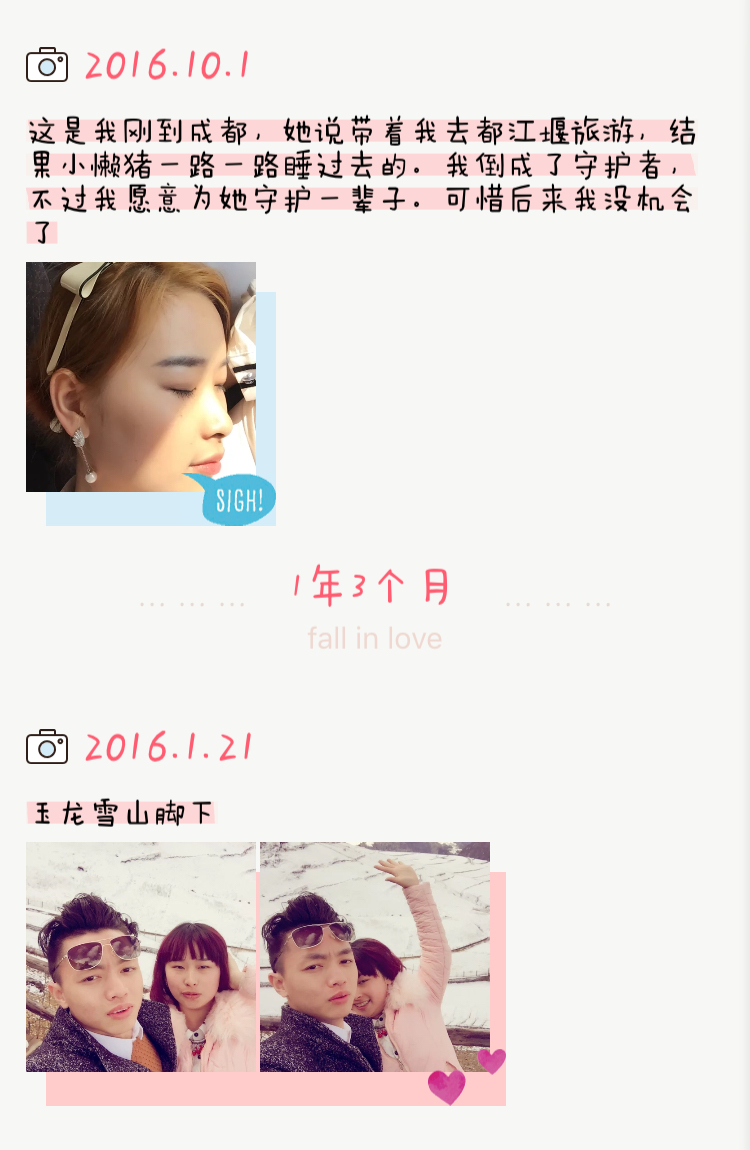 2016.10.1
这是我刚到成都，她说带着我去都江堰旅游，结
果小懒猪一路一路睡过去的。我倒成了守护者，
不过我愿意为她守护一辈子。可惜后来我没机会
了
SIGH!
... ... ... 1年3个月 ... ... ...
fall in love
2016.1.21
玉龙雪山脚下